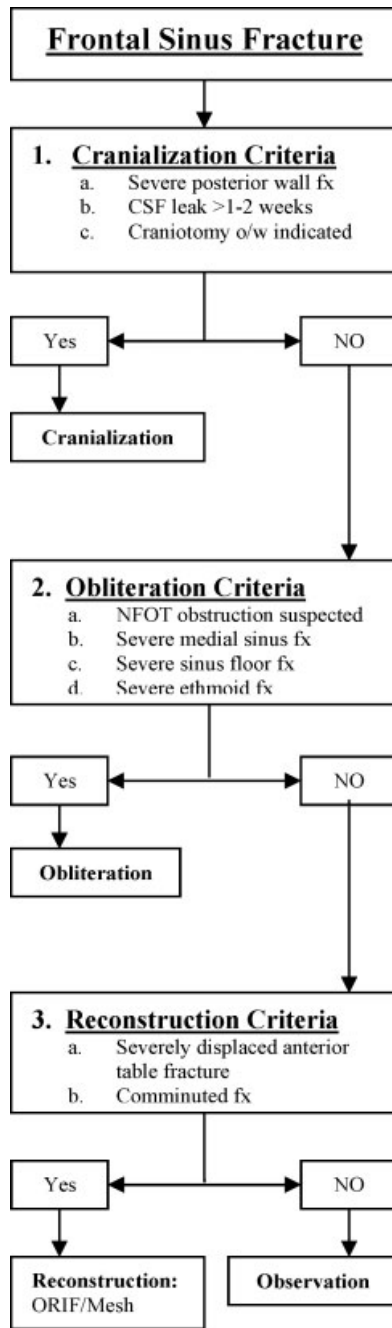 Frontal Sinus Fracture
1. Cranialization Criteria
a. Severe posterior wall fx
b. CSF leak >1-2 weeks
c. Craniotomy o/w indicated
Yes
NO
Cranialization
2. Obliteration Criteria
a. NFOT obstruction suspected
b. Severe medial sinus fx
c. Severe sinus floor fx
d. Severe ethmoid fx
Yes
NO
Obliteration
3. Reconstruction Criteria
a. Severely displaced anterior
table fracture
b. Comminuted fx
Yes
NO
Reconstruction:
ORIF/Mesh
Observation